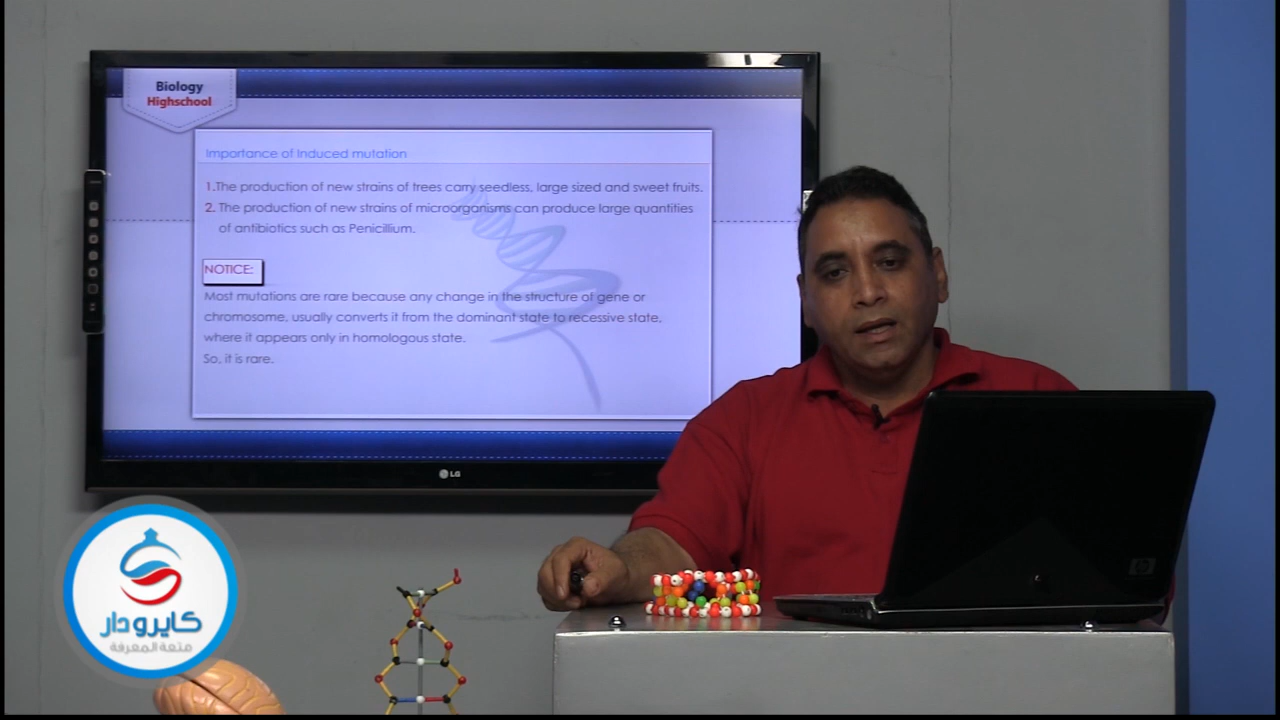 Biology
Highschool
Importance of Induced mutation
1.The production of new strains of trees carry seedless, large sized and sweet fruits.
2. The production of new strains of microorganisms can produce large quantities
of antibiotics such as Penicillium.
NOTICE:
Most mutations are rare because any change in the structure of gene or
chromosome, usually converts it from the dominant state to recessive state,
where it appears only in homologous state.
So, it is rare.
LG
hp
كايرودار
متعة المعرفة